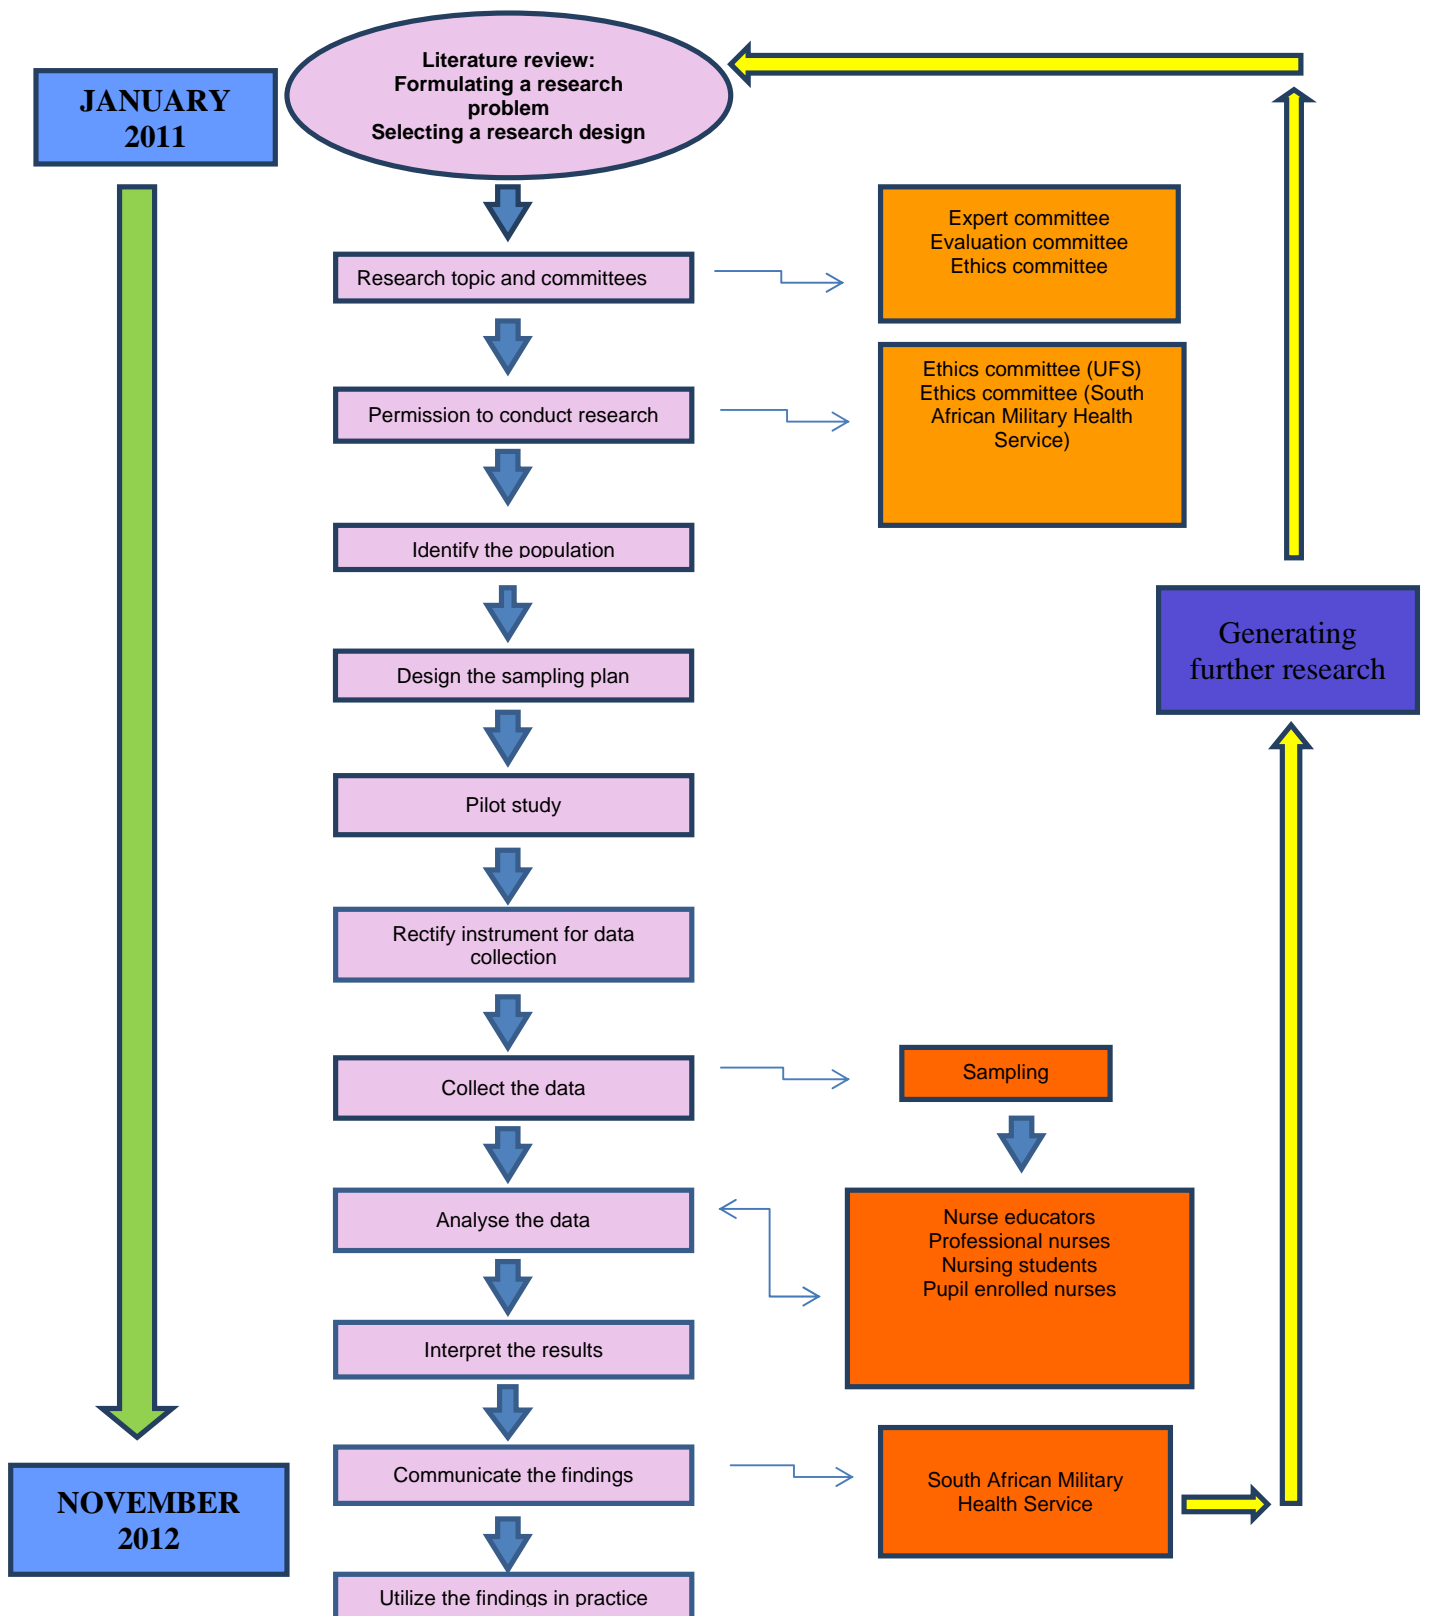 Literature review:
Formulating a research
problem
Selecting a research design
JANUARY
2011
Expert committee
Evaluation committee
Ethics committee
Research topic and committees
Ethics committee (UFS)
Ethics committee (South
African Military Health
Service)
Permission to conduct research
Identify the population
Generating
further research
Design the sampling plan
Pilot study
Rectify instrument for data
collection
Collect the data
Sampling
Analyse the data
Nurse educators
Professional nurses
Nursing students
Pupil enrolled nurses
Interpret the results
Communicate the findings
South African Military
Health Service
NOVEMBER
2012
Utilize the findings in practice